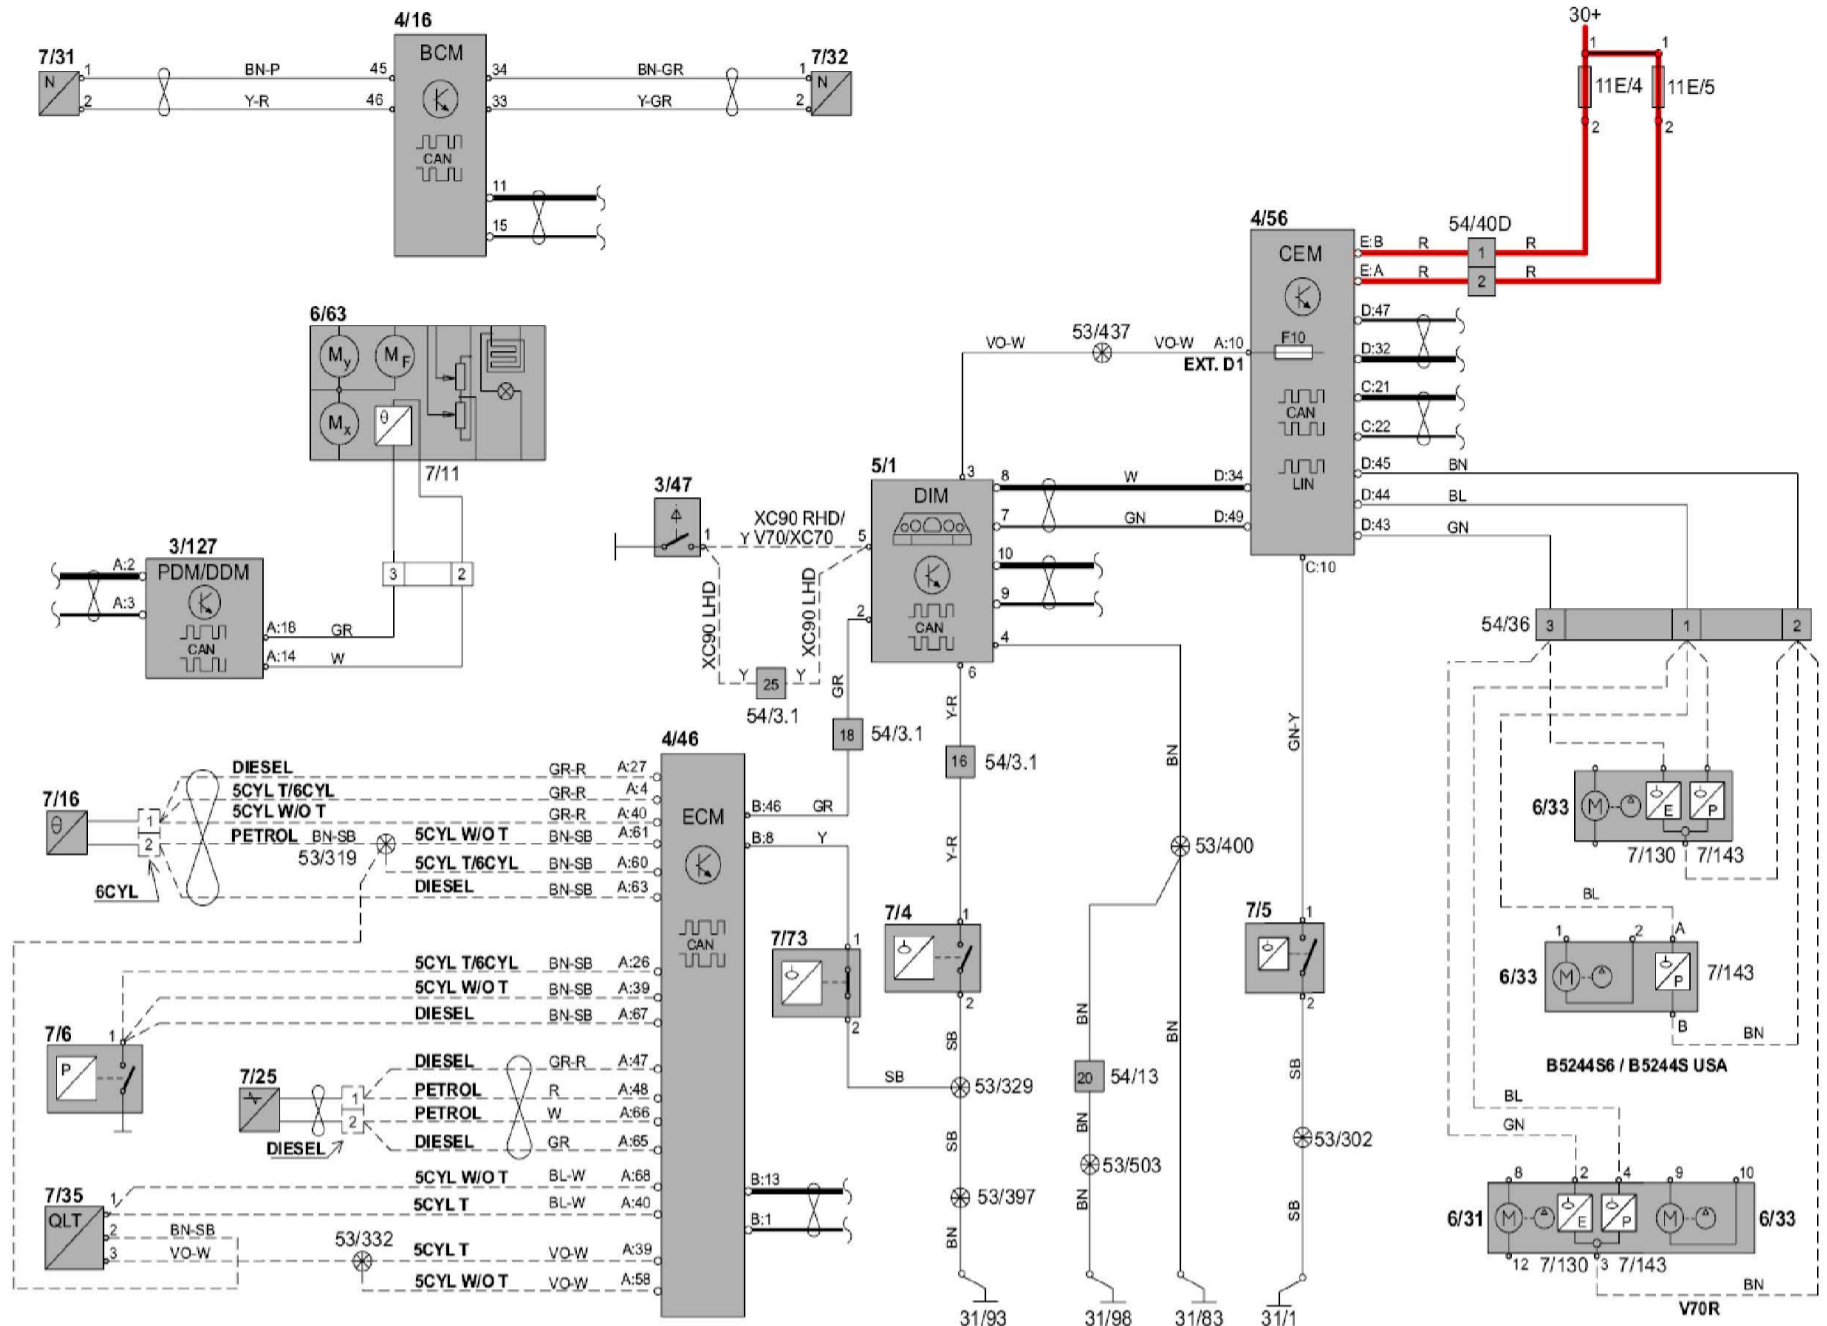 4/16
30+
7/31
BCM
7/32
N 1 BN-P 45 34 BN-GR 1 N
2 Y-R 46 33 Y-GR 2
CAN
11
15
1 1
11E/4 11E/5
2 2
4/56
CEM
54/40D
E:B R 1 R
E:A R 2 R
F10
D:47
D:32
C:21
C:22
CAN
LIN
D:45 BN
D:44 BL
D:43 GN
C:10
53/437
VO-W VO-W A:10
EXT. D1
6/63
My MF
Mx θ
7/11
3/127
PDM/DDM
CAN
A:2
A:3
3 2
A:18 GR
A:14 W
3/47
1
XC90 RHD/
Y V70/XC70
XC90 LHD
XC90 LHD
Y 25 Y
54/3.1
5/1
DIM
CAN
3
8 W D:34
7 GN D:49
10
9
4
5
2
6
GR
18 54/3.1
Y-R
16 54/3.1
Y-R
BN
53/400
GN-Y
54/36 3 1 2
4/46
ECM
CAN
B:46 GR
B:8 Y
B:13
B:1
7/16
θ
1
2
6CYL
DIESEL GR-R A:27
5CYL T/6CYL GR-R A:4
5CYL W/O T GR-R A:40
PETROL BN-SB 5CYL W/O T BN-SB A:61
53/319
5CYL T/6CYL BN-SB A:60
DIESEL BN-SB A:63
5CYL T/6CYL BN-SB A:26
5CYL W/O T BN-SB A:39
DIESEL BN-SB A:67
7/6
P
1
7/25
1
2
DIESEL
DIESEL GR-R A:47
PETROL R A:48
PETROL W A:66
DIESEL GR A:65
7/35
QLT
1
2 BN-SB
3 VO-W
5CYL W/O T BL-W A:68
5CYL T BL-W A:40
53/332
5CYL T VO-W A:39
5CYL W/O T VO-W A:58
7/73
1
2
SB
7/4
1
2
SB
53/329
SB
53/397
BN
31/93
BN
20 54/13
BN
53/503
BN
31/98
BN
31/83
7/5
1
2
SB
53/302
SB
31/1
6/33
M E P
7/130 7/143
BL
1 2 A
6/33
M P
7/143
B
BN
B5244S6 / B5244S USA
BL
GN
8 2 4 9 10
6/31 M E P M 6/33
12 7/130 3 7/143
BN
V70R